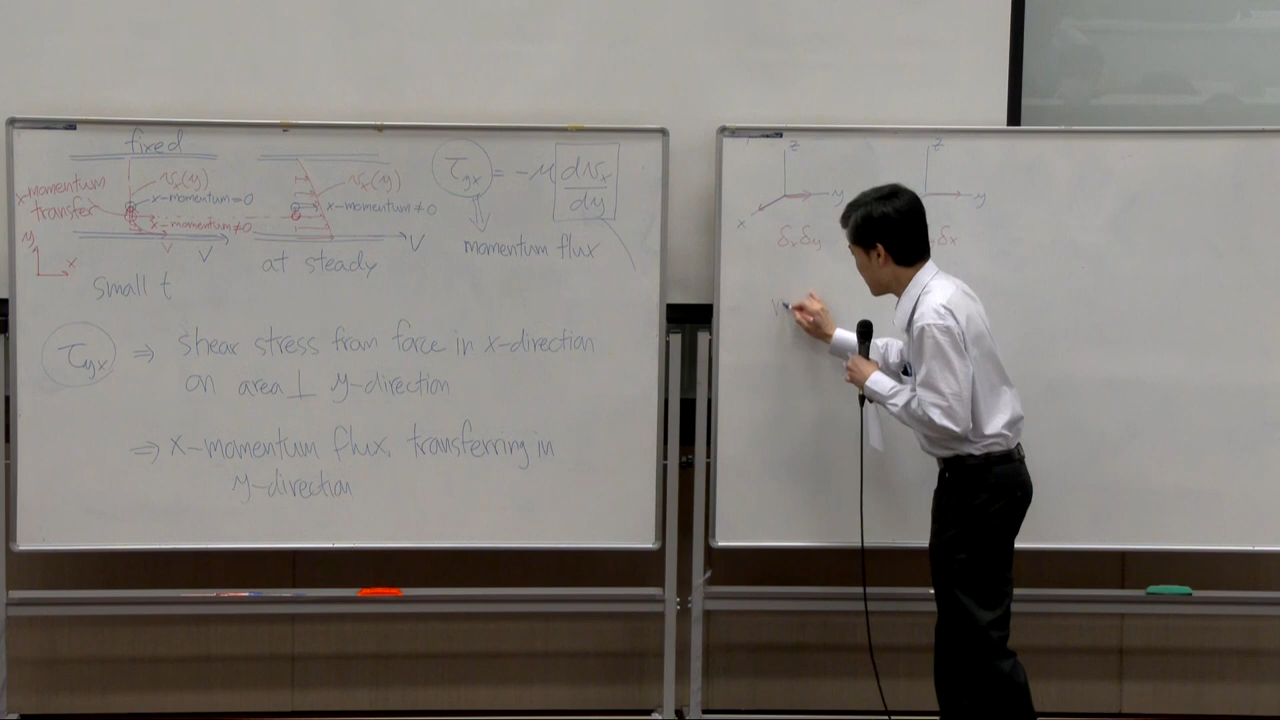 fixed
x-momentum transfer
vx(y)
x-momentum=0
x-momentum≠0
V
V
y
x
small t
vx(y)
x-momentum≠0
V
at steady
τyx = -μ dvx/dy
momentum flux
τyx ⇒ shear stress from force in x-direction
on area ⊥ y-direction
⇒ x-momentum flux, transferring in
y-direction
z
y
x
δxδy
z
y
δx